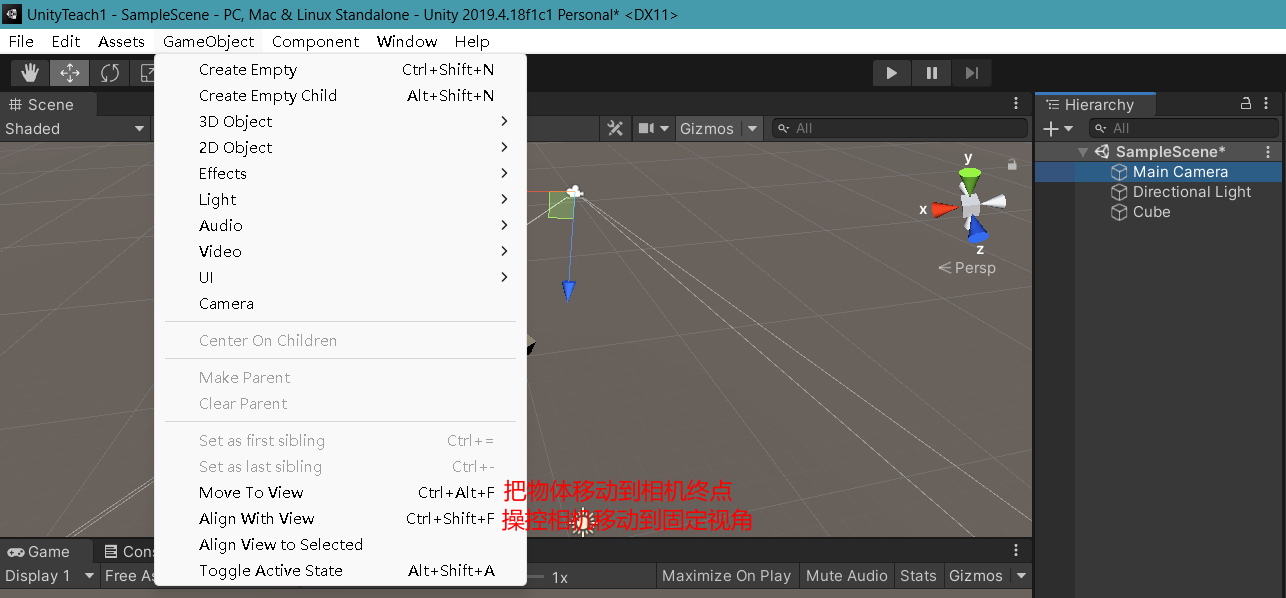 UnityTeach1 - SampleScene - PC, Mac & Linux Standalone - Unity 2019.4.18f1c1 Personal* <DX11>
File Edit Assets GameObject Component Window Help
Scene
Shaded
Gizmos
All
Create Empty Ctrl+Shift+N
Create Empty Child Alt+Shift+N
3D Object
2D Object
Effects
Light
Audio
Video
UI
Camera
Center On Children
Make Parent
Clear Parent
Set as first sibling Ctrl+=
Set as last sibling Ctrl+-
Move To View Ctrl+Alt+F 把物体移动到相机终点
Align With View Ctrl+Shift+F 操控相机移动到固定视角
Align View to Selected
Toggle Active State Alt+Shift+A
y
x
z
Persp
Hierarchy
All
SampleScene*
Main Camera
Directional Light
Cube
Game Cons
Display 1 Free As 1x Maximize On Play Mute Audio Stats Gizmos